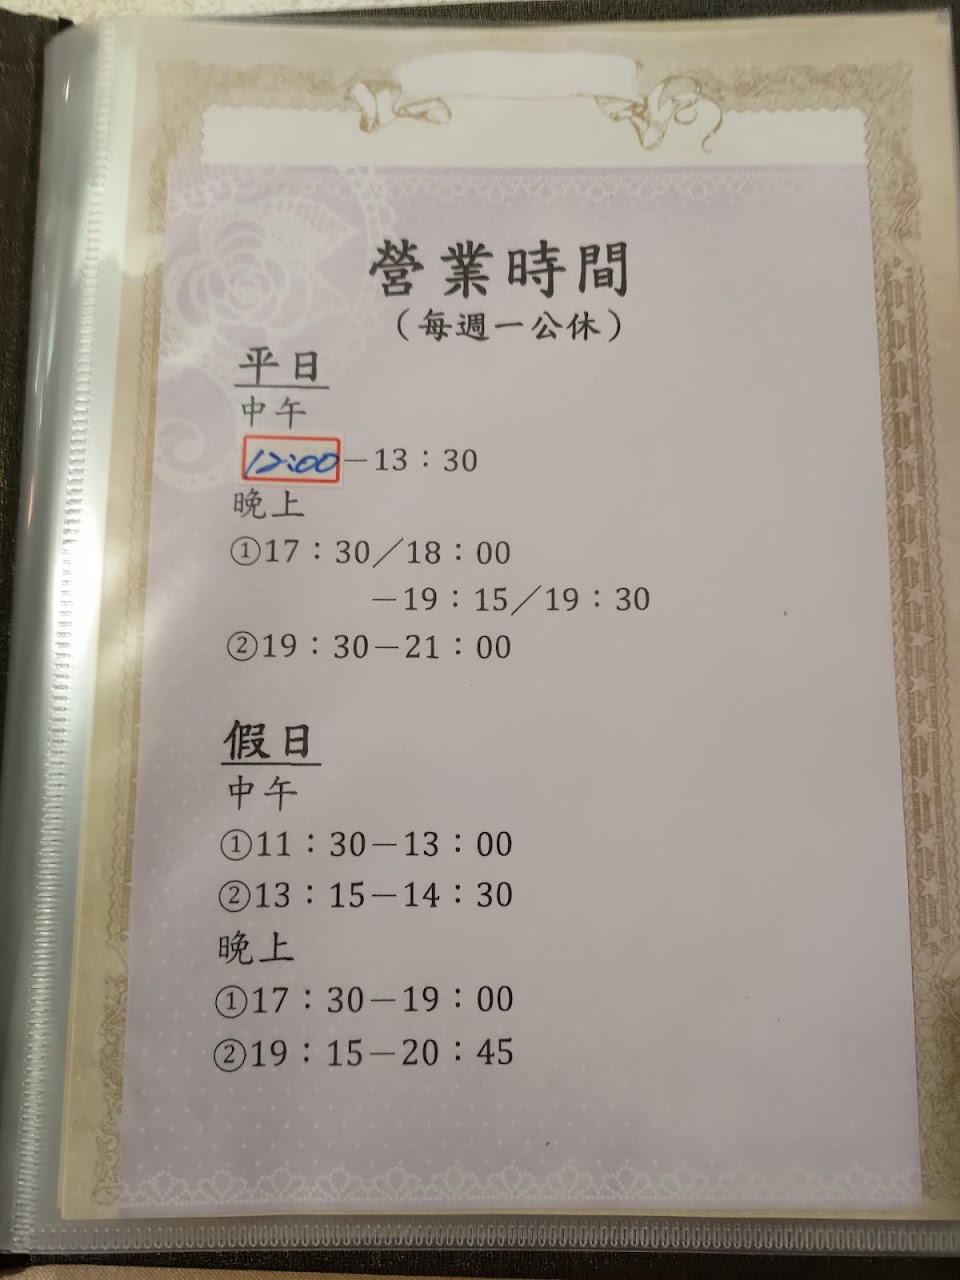 營業時間
（每週一公休）
平日
中午
12:00－13：30
晚上
①17：30／18：00
－19：15／19：30
②19：30－21：00
假日
中午
①11：30－13：00
②13：15－14：30
晚上
①17：30－19：00
②19：15－20：45